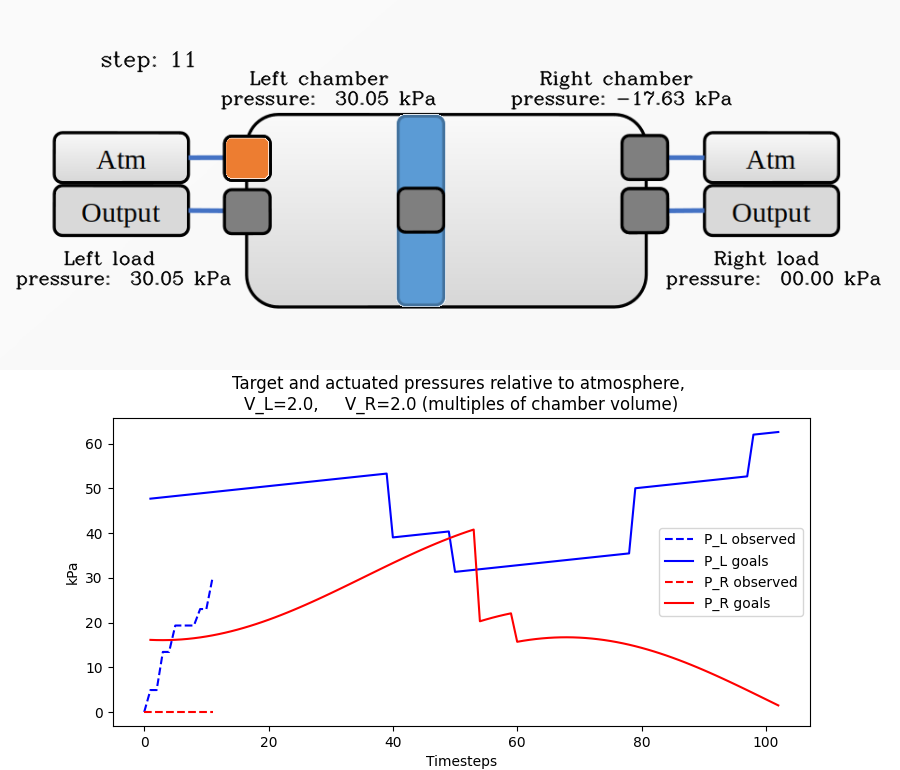 step: 11
Left chamber
pressure: 30.05 kPa
Right chamber
pressure: −17.63 kPa
Atm
Output
Atm
Output
Left load
pressure: 30.05 kPa
Right load
pressure: 00.00 kPa
Target and actuated pressures relative to atmosphere,
V_L=2.0, V_R=2.0 (multiples of chamber volume)
60
50
40
30
20
10
0
kPa
P_L observed
P_L goals
P_R observed
P_R goals
0 20 40 60 80 100
Timesteps